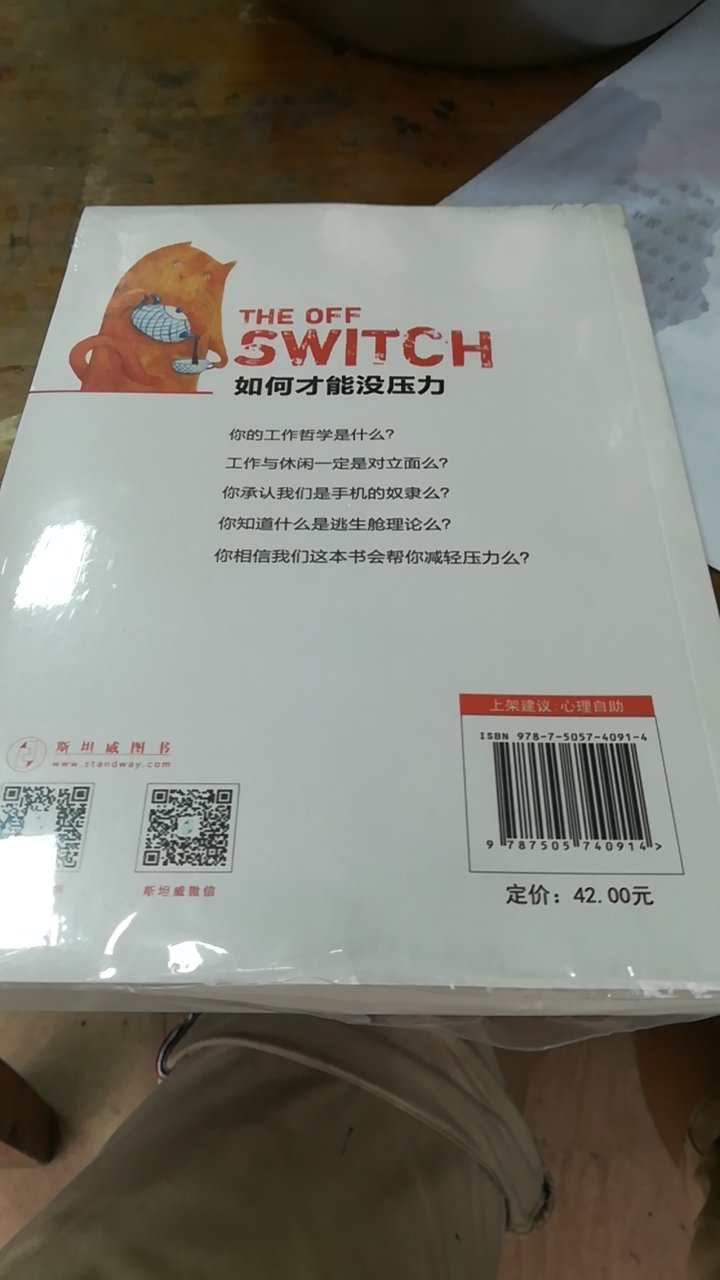 THE OFF
SWITCH
如何才能没压力
你的工作哲学是什么?
工作与休闲一定是对立面么?
你承认我们是手机的奴隶么?
你知道什么是逃生舱理论么?
你相信我们这本书会帮你减轻压力么?
上架建议:心理自助
ISBN 978-7-5057-4091-4
9 787505 740914 >
定价: 42.00元
斯坦威图书
www.standway.com
斯坦威微信